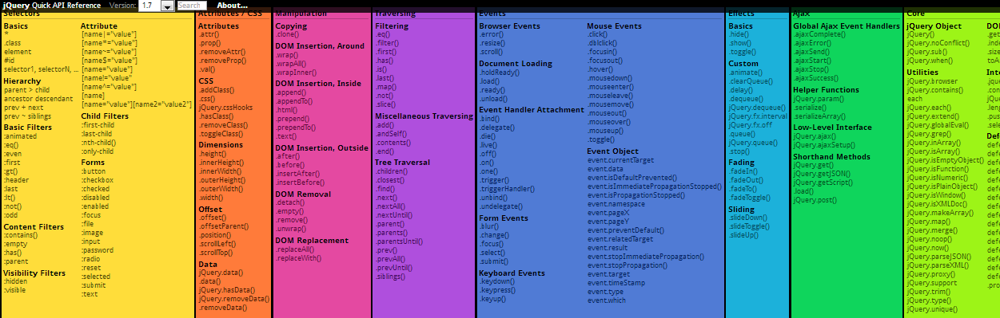 jQuery Quick API Reference Version: 1.7 Search About...
Selectors
Basics
*
.class
element
#id
selector1, selectorN, ...
Hierarchy
parent > child
ancestor descendant
prev + next
prev ~ siblings
Basic Filters
:animated
:eq()
:even
:first
:gt()
:header
:last
:lt()
:not()
:odd
Content Filters
:contains()
:empty
:has()
:parent
Visibility Filters
:hidden
:visible
Attribute
[name|="value"]
[name*="value"]
[name~="value"]
[name$="value"]
[name="value"]
[name!="value"]
[name^="value"]
[name]
[name="value"][name2="value2"]
Child Filters
:first-child
:last-child
:nth-child()
:only-child
Forms
:button
:checkbox
:checked
:disabled
:enabled
:focus
:file
:image
:input
:password
:radio
:reset
:selected
:submit
:text
Attributes / CSS
Attributes
.attr()
.prop()
.removeAttr()
.removeProp()
.val()
CSS
.addClass()
.css()
jQuery.cssHooks
.hasClass()
.removeClass()
.toggleClass()
Dimensions
.height()
.innerHeight()
.innerWidth()
.outerHeight()
.outerWidth()
.width()
Offset
.offset()
.offsetParent()
.position()
.scrollLeft()
.scrollTop()
Data
jQuery.data()
.data()
jQuery.hasData()
jQuery.removeData()
.removeData()
Manipulation
Copying
.clone()
DOM Insertion, Around
.wrap()
.wrapAll()
.wrapInner()
DOM Insertion, Inside
.append()
.appendTo()
.html()
.prepend()
.prependTo()
.text()
DOM Insertion, Outside
.after()
.before()
.insertAfter()
.insertBefore()
DOM Removal
.detach()
.empty()
.remove()
.unwrap()
DOM Replacement
.replaceAll()
.replaceWith()
Traversing
Filtering
.eq()
.filter()
.first()
.has()
.is()
.last()
.map()
.not()
.slice()
Miscellaneous Traversing
.add()
.andSelf()
.contents()
.end()
Tree Traversal
.children()
.closest()
.find()
.next()
.nextAll()
.nextUntil()
.parent()
.parents()
.parentsUntil()
.prev()
.prevAll()
.prevUntil()
.siblings()
Events
Browser Events
.error()
.resize()
.scroll()
Document Loading
.holdReady()
.load()
.ready()
.unload()
Event Handler Attachment
.bind()
.delegate()
.die()
.live()
.off()
.on()
.one()
.trigger()
.triggerHandler()
.unbind()
.undelegate()
Form Events
.blur()
.change()
.focus()
.select()
.submit()
Keyboard Events
.keydown()
.keypress()
.keyup()
Mouse Events
.click()
.dblclick()
.focusin()
.focusout()
.hover()
.mousedown()
.mouseenter()
.mouseleave()
.mousemove()
.mouseout()
.mouseover()
.mouseup()
.toggle()
Event Object
event.currentTarget
event.data
event.isDefaultPrevented()
event.isImmediatePropagationStopped()
event.isPropagationStopped()
event.namespace
event.pageX
event.pageY
event.preventDefault()
event.relatedTarget
event.result
event.stopImmediatePropagation()
event.stopPropagation()
event.target
event.timeStamp
event.type
event.which
Effects
Basics
.hide()
.show()
.toggle()
Custom
.animate()
.clearQueue()
.delay()
.dequeue()
jQuery.dequeue()
jQuery.fx.interval
jQuery.fx.off
.queue()
jQuery.queue()
.stop()
Fading
.fadeIn()
.fadeOut()
.fadeTo()
.fadeToggle()
Sliding
.slideDown()
.slideToggle()
.slideUp()
Ajax
Global Ajax Event Handlers
.ajaxComplete()
.ajaxError()
.ajaxSend()
.ajaxStart()
.ajaxStop()
.ajaxSuccess()
Helper Functions
jQuery.param()
.serialize()
.serializeArray()
Low-Level Interface
jQuery.ajax()
jQuery.ajaxSetup()
Shorthand Methods
jQuery.get()
jQuery.getJSON()
jQuery.getScript()
.load()
jQuery.post()
Core
jQuery Object
jQuery()
jQuery.noConflict()
jQuery.sub()
jQuery.when()
Utilities
jQuery.browser
jQuery.contains()
each
jQuery.each()
jQuery.extend()
jQuery.globalEval()
jQuery.grep()
jQuery.inArray()
jQuery.isArray()
jQuery.isEmptyObject()
jQuery.isFunction()
jQuery.isNumeric()
jQuery.isPlainObject()
jQuery.isWindow()
jQuery.isXMLDoc()
jQuery.makeArray()
jQuery.map()
jQuery.merge()
jQuery.noop()
jQuery.now()
jQuery.parseJSON()
jQuery.parseXML()
jQuery.proxy()
jQuery.support
jQuery.trim()
jQuery.type()
jQuery.unique()